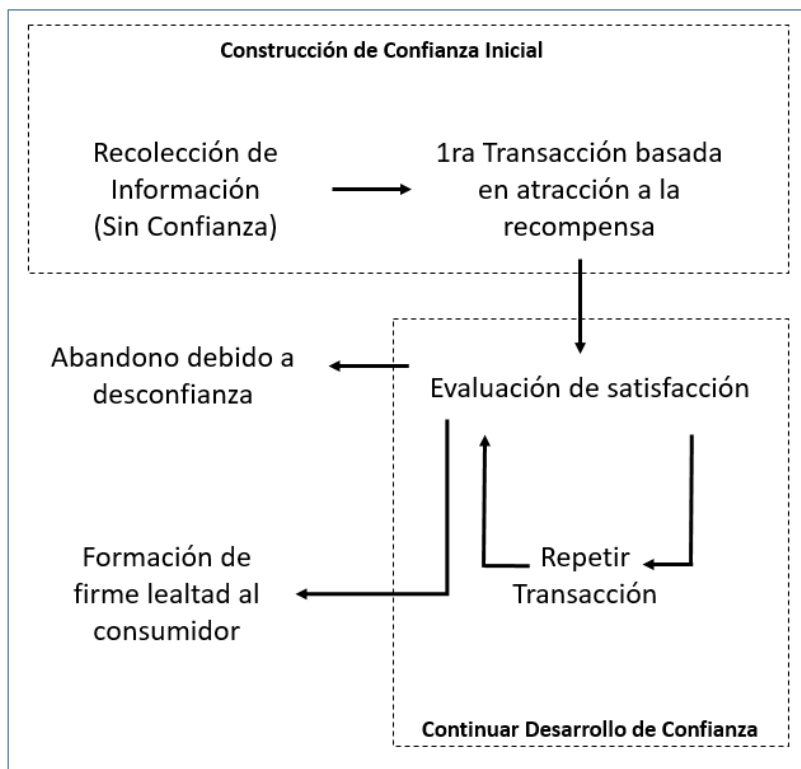 Construcción de Confianza Inicial
Recolección de
Información
(Sin Confianza)
1ra Transacción basada
en atracción a la
recompensa
Abandono debido a
desconfianza
Evaluación de satisfacción
Formación de
firme lealtad al
consumidor
Repetir
Transacción
Continuar Desarrollo de Confianza